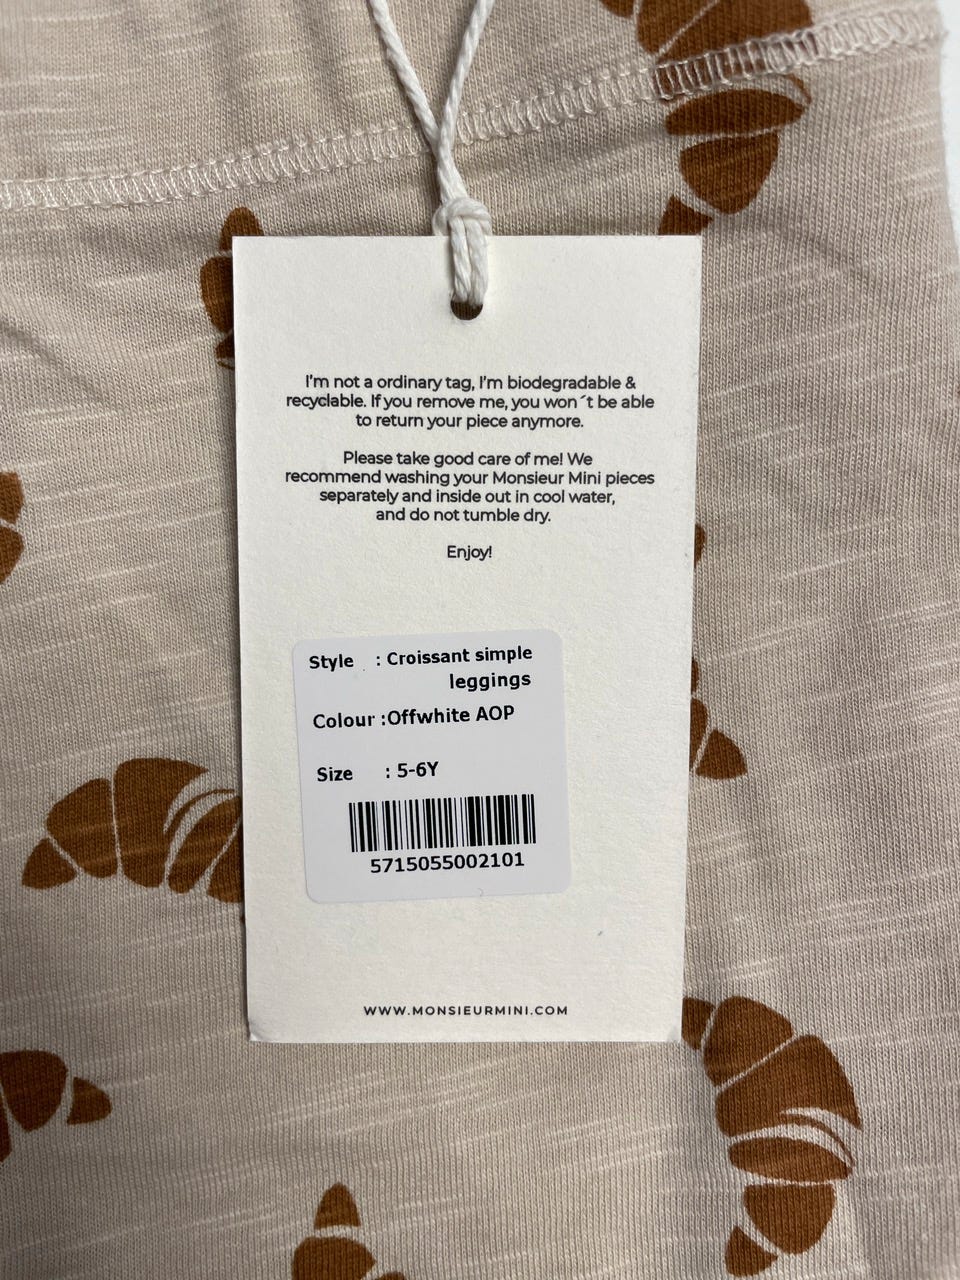 I'm not a ordinary tag, I'm biodegradable &
recyclable. If you remove me, you won´t be able
to return your piece anymore.
Please take good care of me! We
recommend washing your Monsieur Mini pieces
separately and inside out in cool water,
and do not tumble dry.
Enjoy!
Style : Croissant simple
leggings
Colour :Offwhite AOP
Size : 5-6Y
5715055002101
WWW.MONSIEURMINI.COM